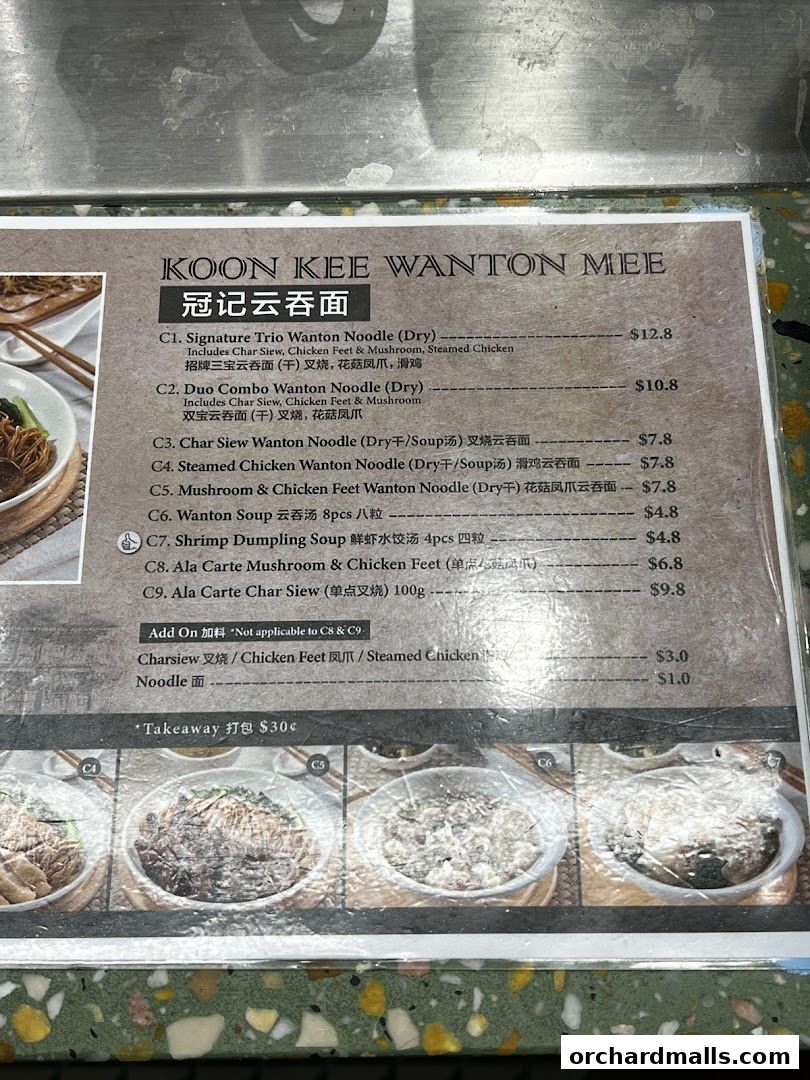 KOON KEE WANTON MEE
冠记云吞面
C1. Signature Trio Wanton Noodle (Dry) $12.8
Includes Char Siew, Chicken Feet & Mushroom, Steamed Chicken
招牌三宝云吞面 (干) 叉烧, 花菇凤爪, 滑鸡
C2. Duo Combo Wanton Noodle (Dry) $10.8
Includes Char Siew, Chicken Feet & Mushroom
双宝云吞面 (干) 叉烧, 花菇凤爪
C3. Char Siew Wanton Noodle (Dry干/Soup汤) 叉烧云吞面 $7.8
C4. Steamed Chicken Wanton Noodle (Dry干/Soup汤) 滑鸡云吞面 $7.8
C5. Mushroom & Chicken Feet Wanton Noodle (Dry干) 花菇凤爪云吞面 $7.8
C6. Wanton Soup 云吞汤 8pcs 八粒 $4.8
C7. Shrimp Dumpling Soup 鲜虾水饺汤 4pcs 四粒 $4.8
C8. Ala Carte Mushroom & Chicken Feet (单点花菇凤爪) $6.8
C9. Ala Carte Char Siew (单点叉烧) 100g $9.8
Add On 加料 *Not applicable to C8 & C9
Charsiew 叉烧 / Chicken Feet 凤爪 / Steamed Chicken $3.0
Noodle 面 $1.0
*Takeaway 打包 $30¢
C4 C5 C6 C7
orchardmalls.com